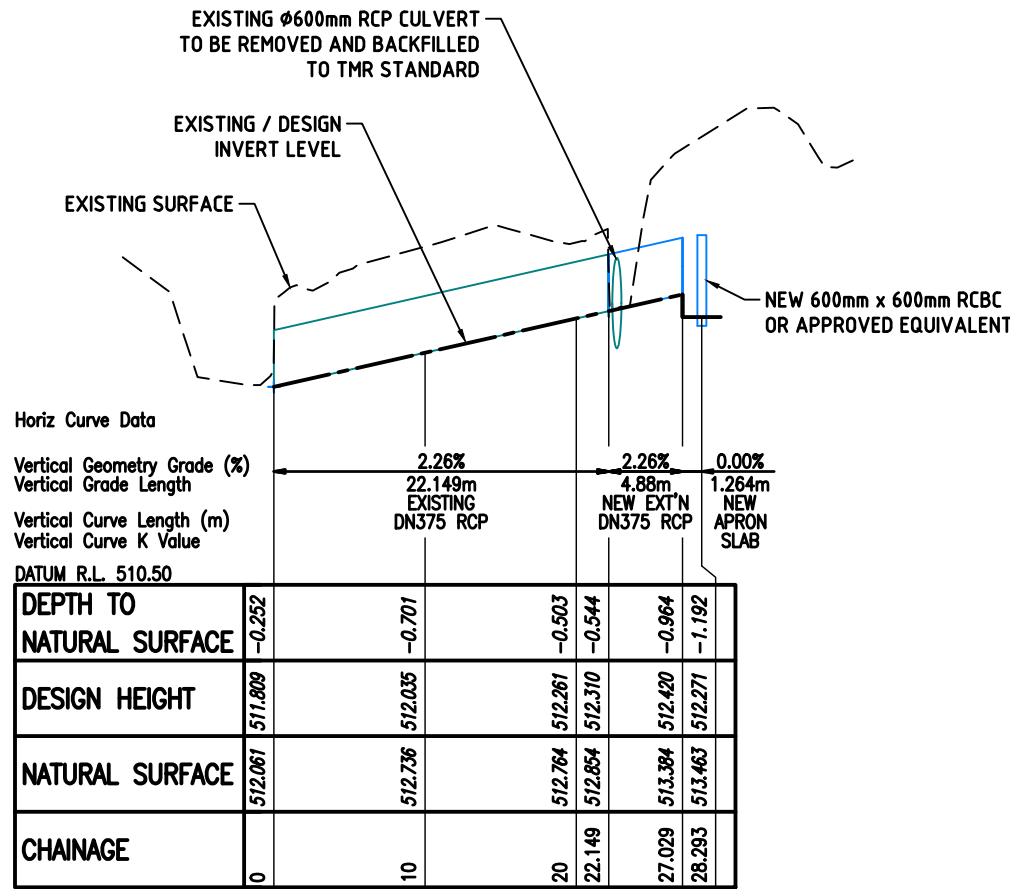 EXISTING Ø600mm RCP CULVERT
TO BE REMOVED AND BACKFILLED
TO TMR STANDARD
EXISTING / DESIGN
INVERT LEVEL
EXISTING SURFACE
NEW 600mm x 600mm RCBC
OR APPROVED EQUIVALENT
Horiz Curve Data
Vertical Geometry Grade (%) 2.26% 2.26% 0.00%
Vertical Grade Length 22.149m 4.88m 1.264m
EXISTING NEW EXT'N NEW
DN375 RCP DN375 RCP APRON
SLAB
Vertical Curve Length (m)
Vertical Curve K Value
DATUM R.L. 510.50
DEPTH TO
NATURAL SURFACE -0.252 -0.701 -0.503 -0.544 -0.964 -1.192
DESIGN HEIGHT 511.809 512.035 512.261 512.310 512.420 512.271
NATURAL SURFACE 512.061 512.736 512.764 512.854 513.384 513.463
CHAINAGE 0 10 20 22.149 27.029 28.293